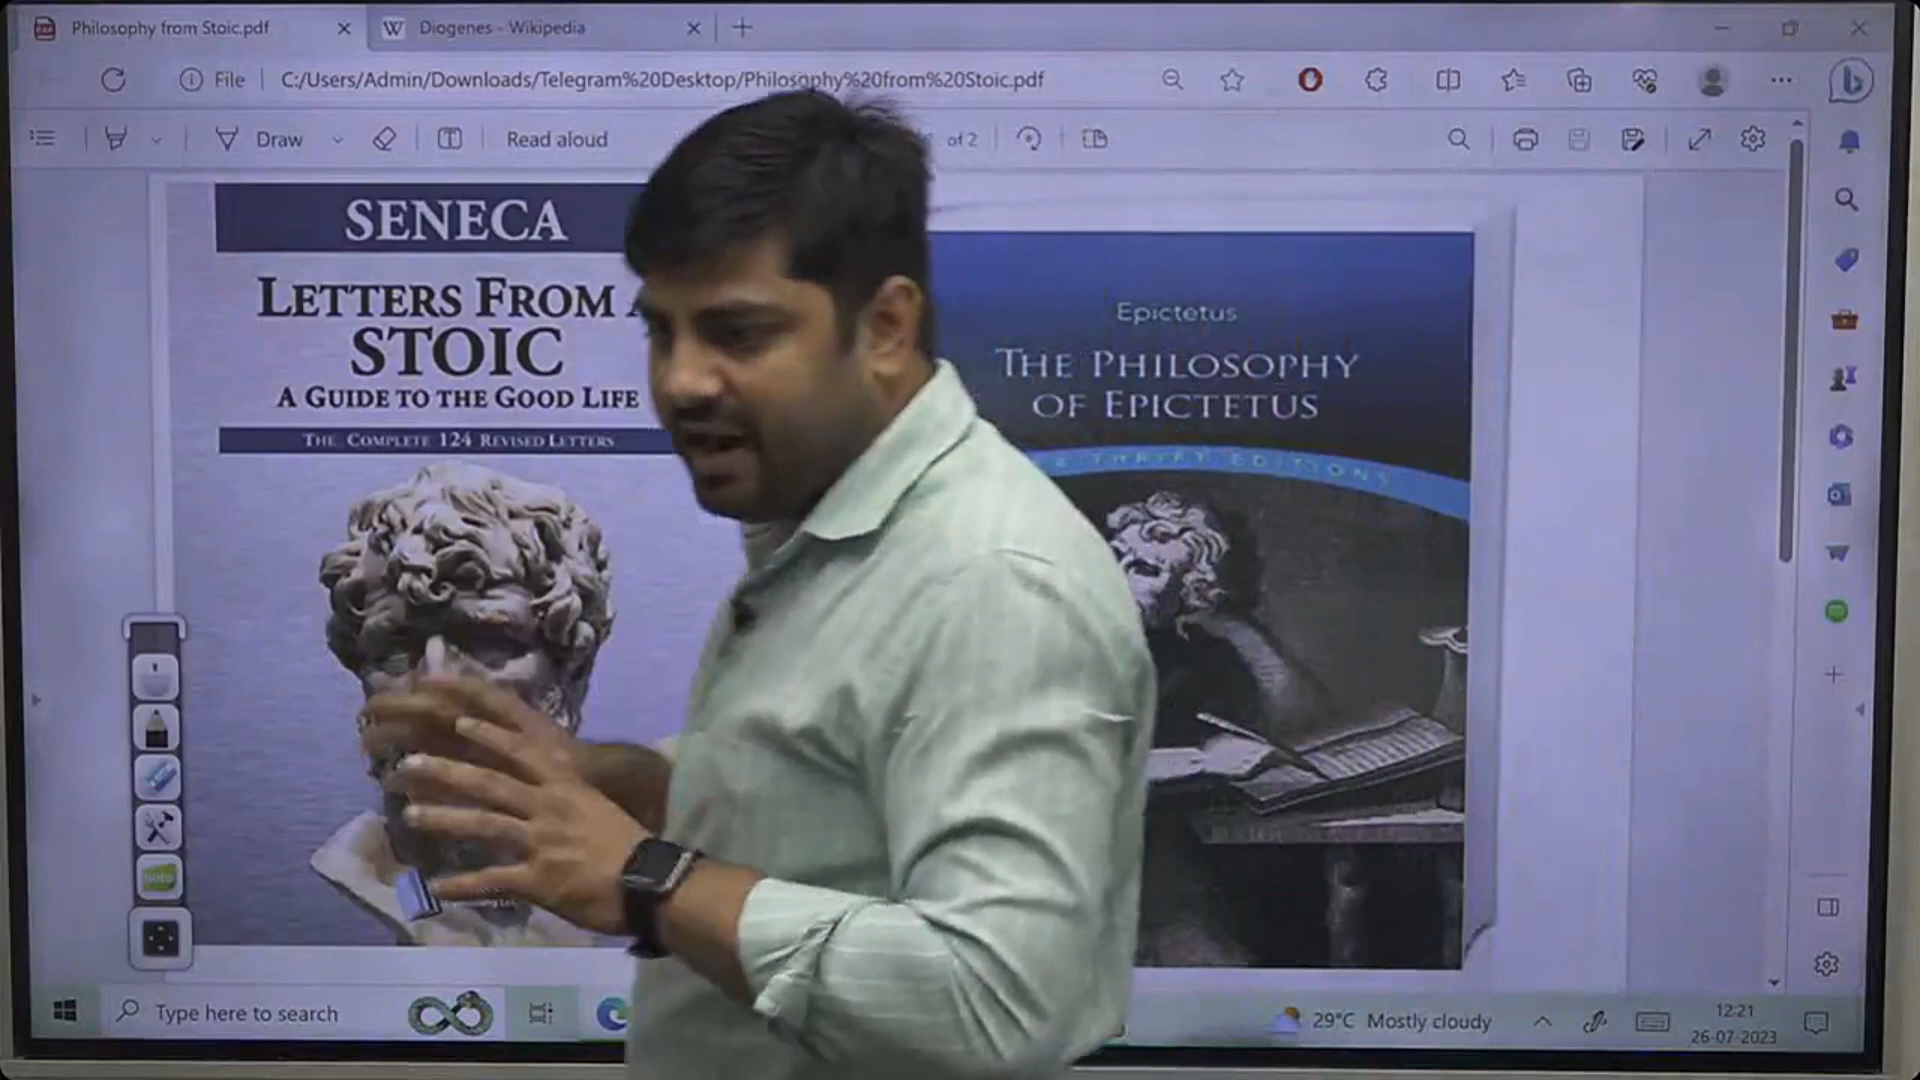 Philosophy from Stoic.pdf
Diogenes - Wikipedia
File
C:/Users/Admin/Downloads/Telegram%20Desktop/Philosophy%20from%20Stoic.pdf
Draw
Read aloud
of 2
SENECA
LETTERS FROM
STOIC
A GUIDE TO THE GOOD LIFE
THE COMPLETE 124 REVISED LETTERS
Epictetus
THE PHILOSOPHY
OF EPICTETUS
THRIFT EDITIONS
Type here to search
29°C Mostly cloudy
12:21
26-07-2023